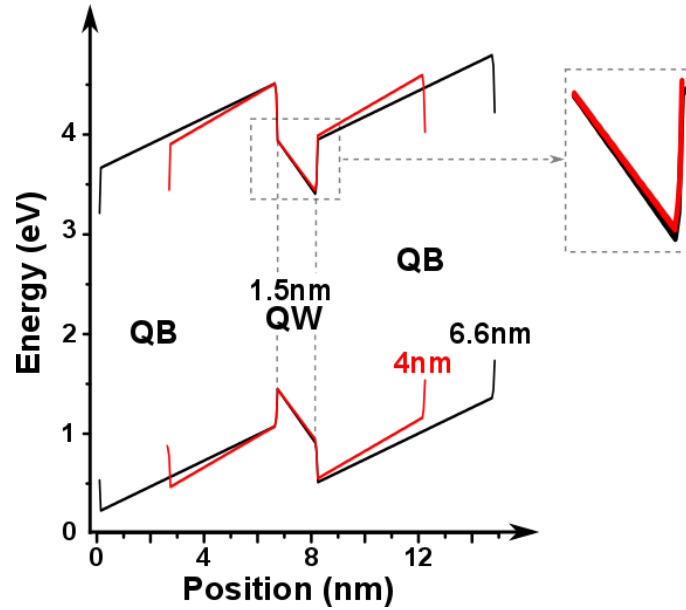 Energy (eV)
4
3
2
1
0
QB
1.5nm
QW
QB
6.6nm
4nm
0
4
8
12
Position (nm)